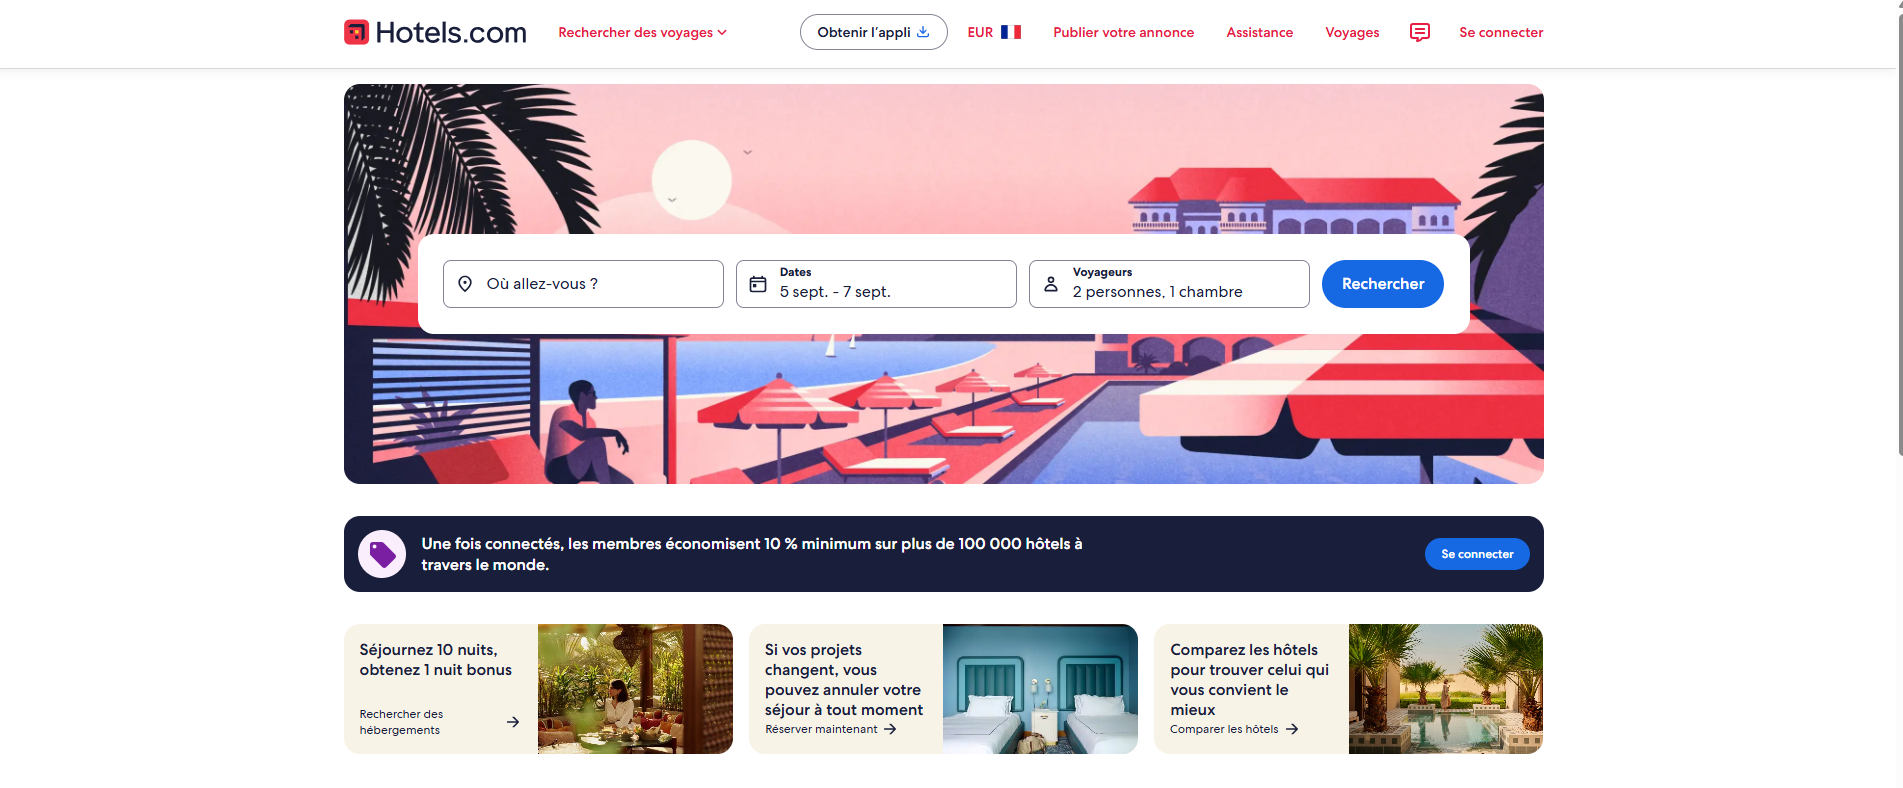 Hotels.com
Rechercher des voyages
Obtenir l'appli
EUR
Publier votre annonce
Assistance
Voyages
Se connecter
Où allez-vous ?
Dates
5 sept. - 7 sept.
Voyageurs
2 personnes, 1 chambre
Rechercher
Une fois connectés, les membres économisent 10 % minimum sur plus de 100 000 hôtels à
travers le monde.
Se connecter
Séjournez 10 nuits,
obtenez 1 nuit bonus
Rechercher des
hébergements
Si vos projets
changent, vous
pouvez annuler votre
séjour à tout moment
Réserver maintenant
Comparez les hôtels
pour trouver celui qui
vous convient le
mieux
Comparer les hôtels